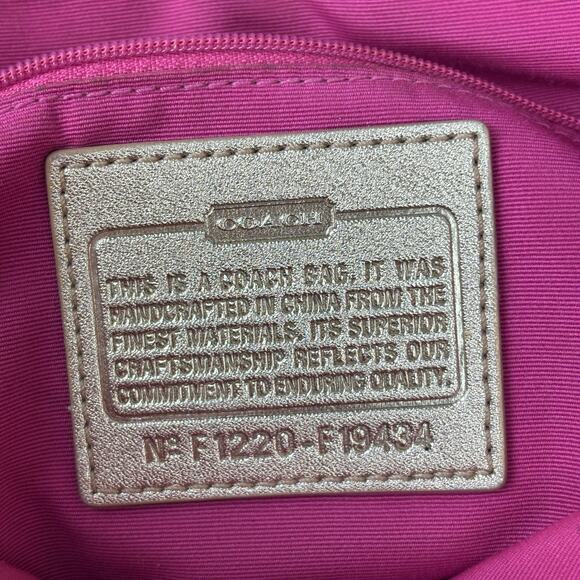 COACH
THIS IS A COACH BAG. IT WAS
HANDCRAFTED IN CHINA FROM THE
FINEST MATERIALS. ITS SUPERIOR
CRAFTSMANSHIP REFLECTS OUR
COMMITMENT TO ENDURING QUALITY.
Nº F1220-F19434